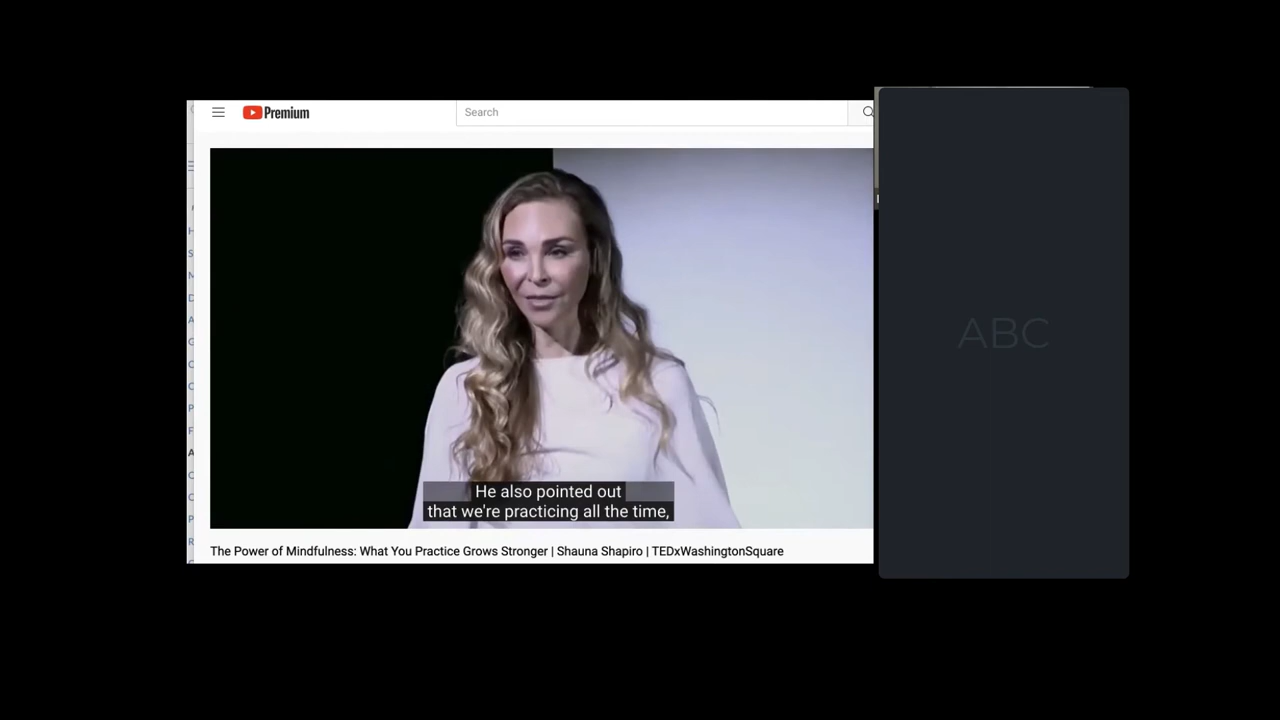 Premium
Search
He also pointed out
that we're practicing all the time,
The Power of Mindfulness: What You Practice Grows Stronger | Shauna Shapiro | TEDxWashingtonSquare
ABC